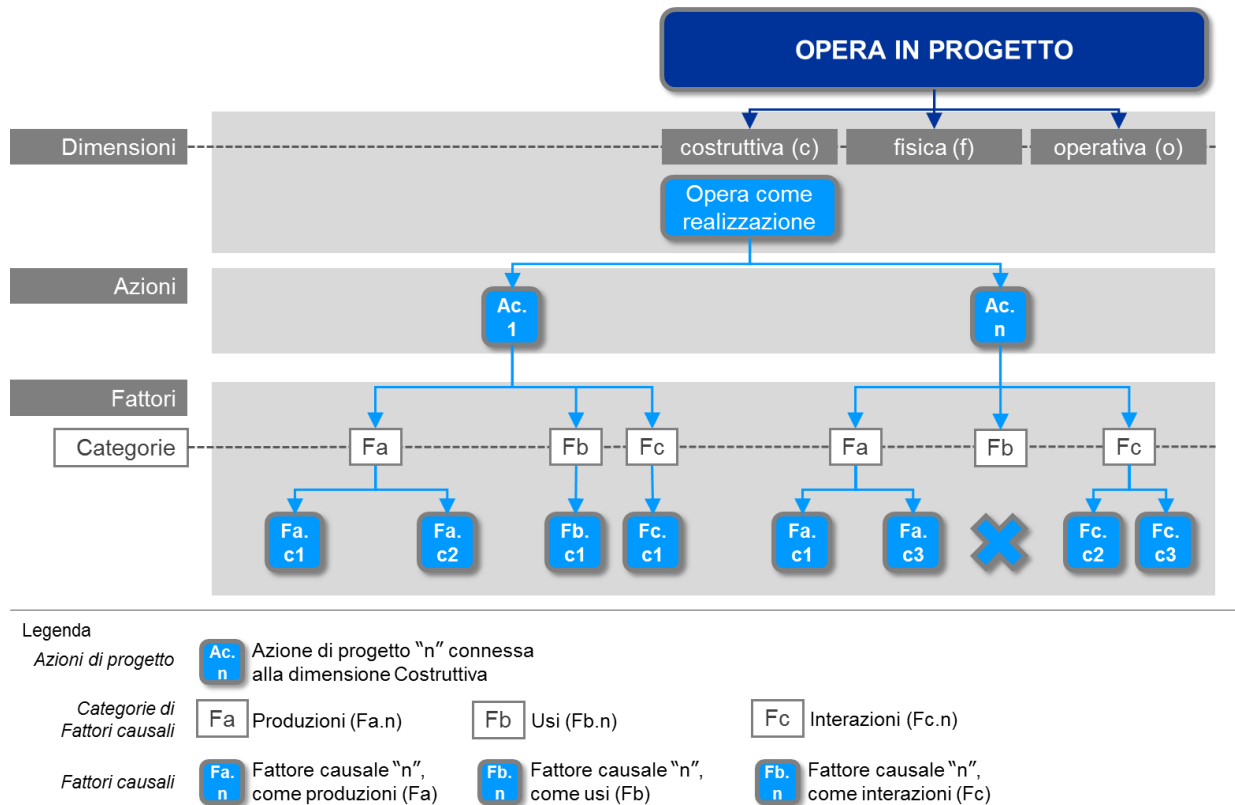 OPERA IN PROGETTO
Dimensioni
costruttiva (c)
fisica (f)
operativa (o)
Opera come
realizzazione
Azioni
Ac.
1
Ac.
n
Fattori
Categorie
Fa
Fb
Fc
Fa
Fb
Fc
Fa.
c1
Fa.
c2
Fb.
c1
Fc.
c1
Fa.
c1
Fa.
c3
Fc.
c2
Fc.
c3
Legenda
Azioni di progetto
Ac.
n
Azione di progetto “n” connessa
alla dimensione Costruttiva
Categorie di
Fattori causali
Fa
Produzioni (Fa.n)
Fb
Usi (Fb.n)
Fc
Interazioni (Fc.n)
Fattori causali
Fa.
n
Fattore causale “n”,
come produzioni (Fa)
Fb.
n
Fattore causale “n”,
come usi (Fb)
Fb.
n
Fattore causale “n”,
come interazioni (Fc)